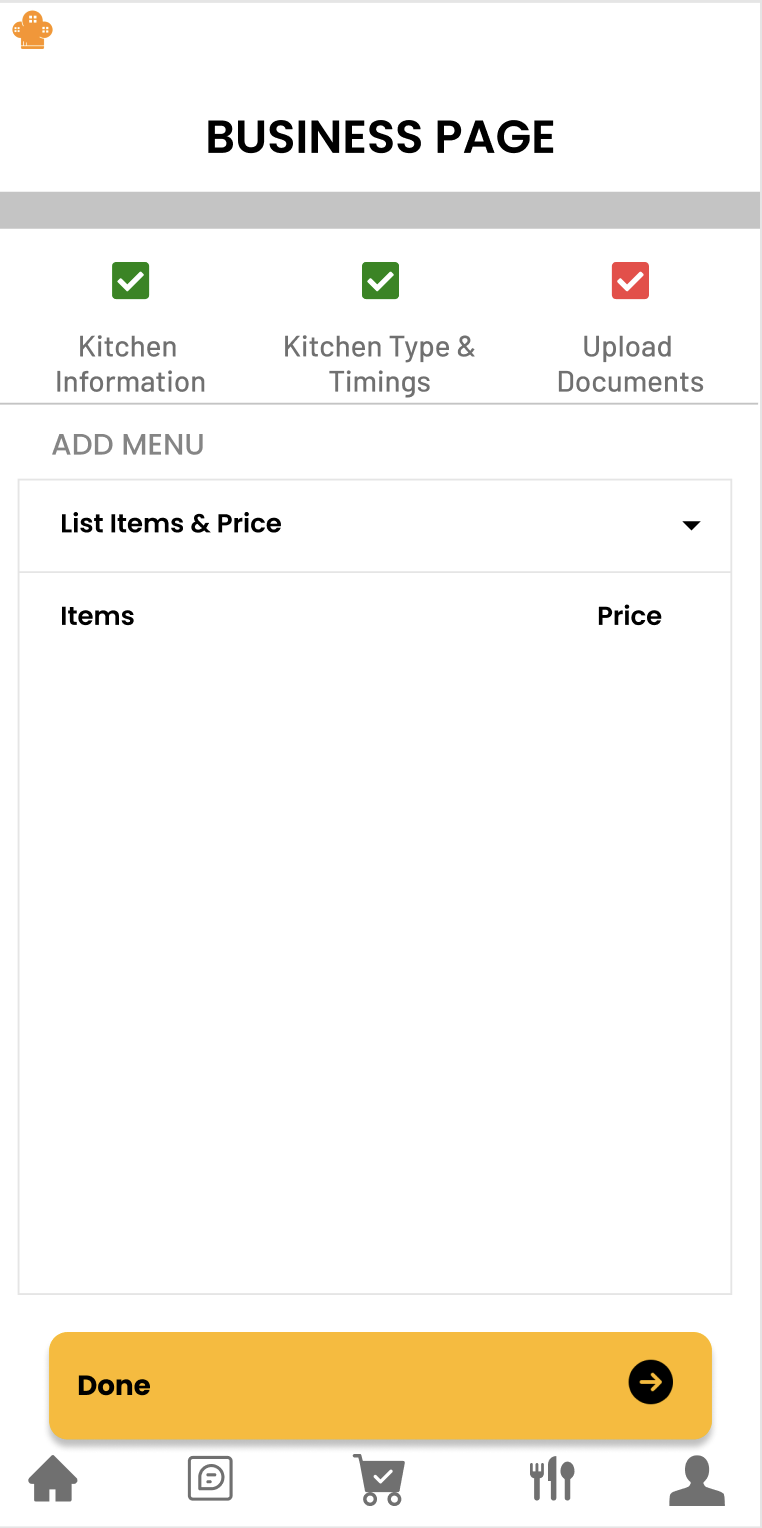 BUSINESS PAGE
Kitchen
Information
Kitchen Type &
Timings
Upload
Documents
ADD MENU
List Items & Price
Items Price
Done